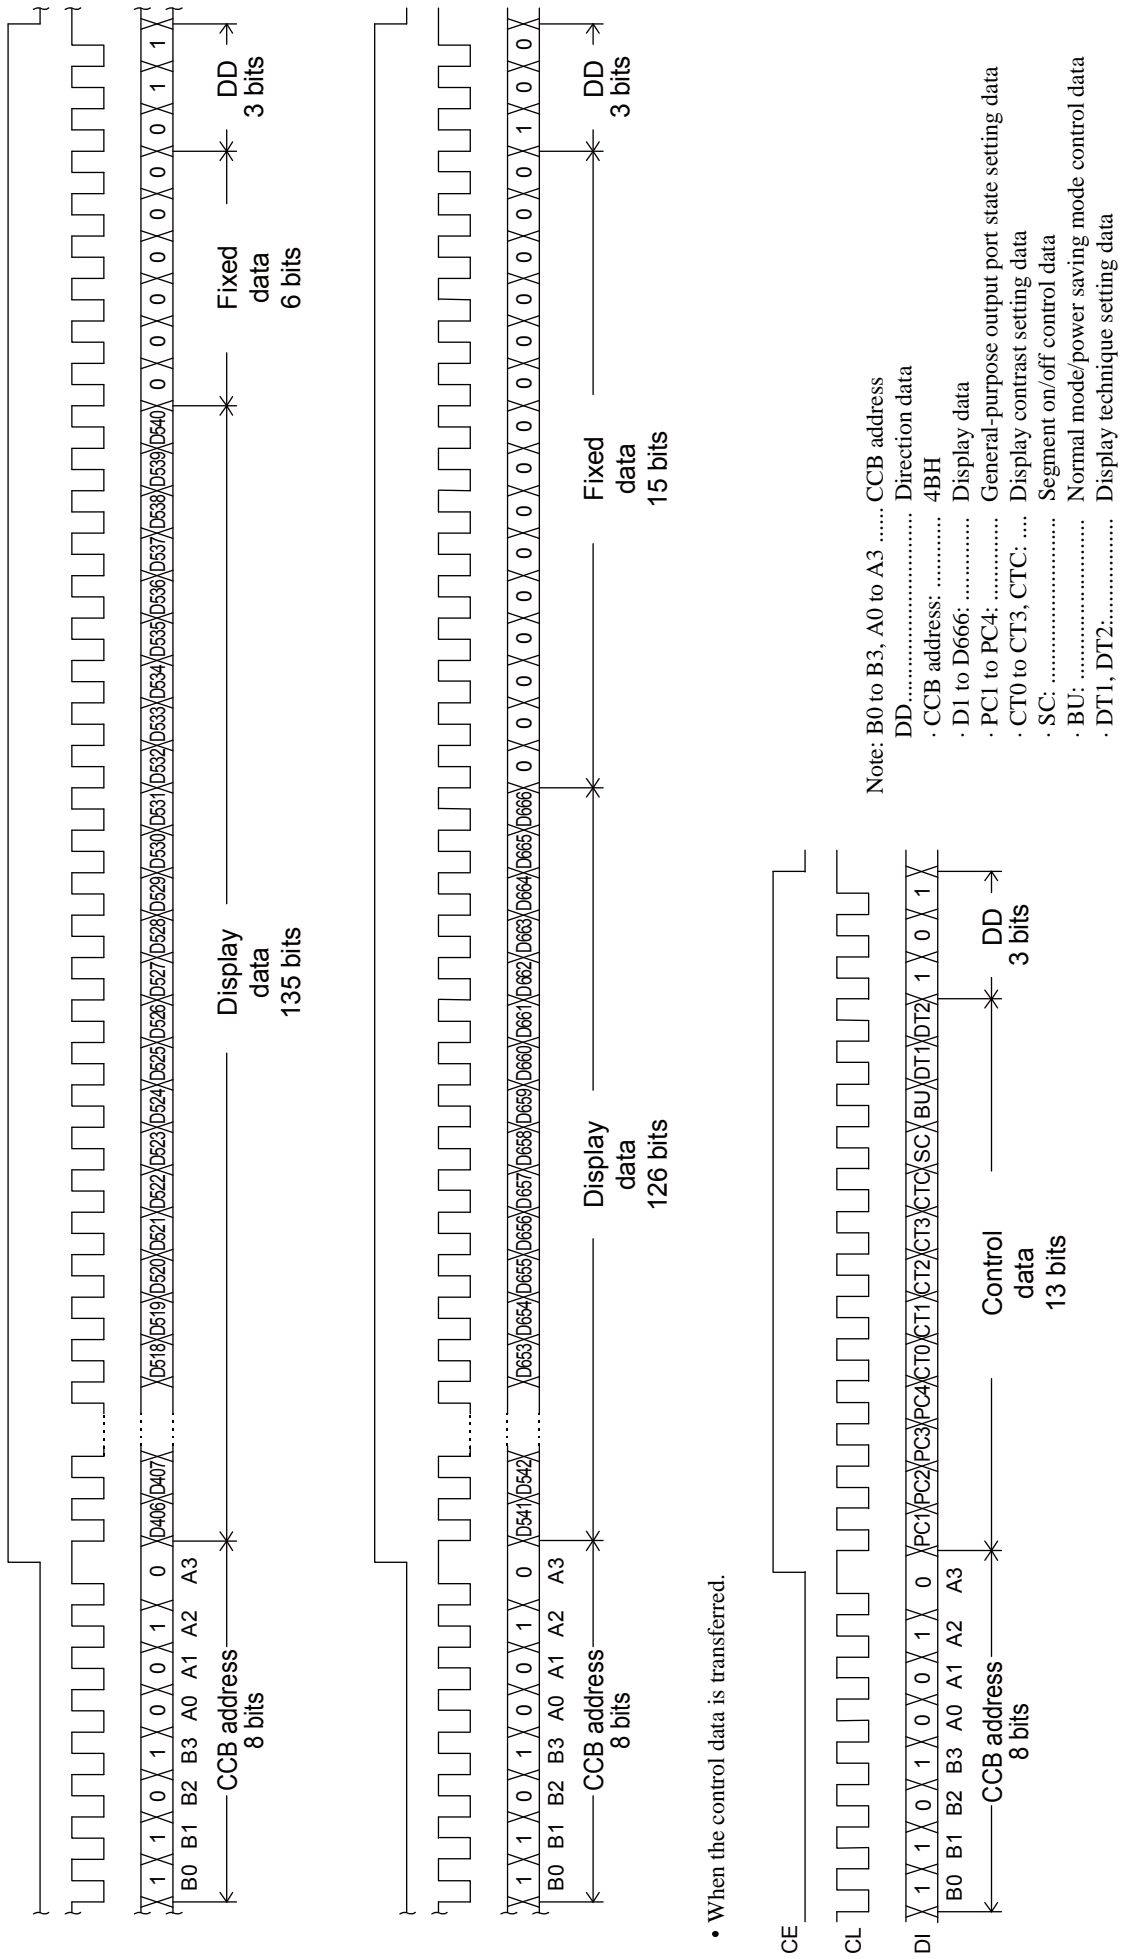 1 1 0 1 0 0 1 0 D406 D407 D518 D519 D520 D521 D522 D523 D524 D525 D526 D527 D528 D529 D530 D531 D532 D533 D534 D535 D536 D537 D538 D539 D540 0 0 0 0 0 0 0 1 1
B0 B1 B2 B3 A0 A1 A2 A3
CCB address
8 bits
Display
data
135 bits
Fixed
data
6 bits
DD
3 bits
1 1 0 1 0 0 1 0 D541 D542 D653 D654 D655 D656 D657 D658 D659 D660 D661 D662 D663 D664 D665 D666 0 0 0 0 0 0 0 0 0 0 0 0 0 0 0 1 0 0
B0 B1 B2 B3 A0 A1 A2 A3
CCB address
8 bits
Display
data
126 bits
Fixed
data
15 bits
DD
3 bits
• When the control data is transferred.
CE
CL
DI 1 1 0 1 0 0 1 0 PC1 PC2 PC3 PC4 CT0 CT1 CT2 CT3 CTC SC BU DT1 DT2 1 0 1
B0 B1 B2 B3 A0 A1 A2 A3
CCB address
8 bits
Control
data
13 bits
DD
3 bits
Note: B0 to B3, A0 to A3 ...... CCB address
DD................................. Direction data
· CCB address: .............. 4BH
· D1 to D666: ................ Display data
· PC1 to PC4: ................ General-purpose output port state setting data
· CT0 to CT3, CTC: .... Display contrast setting data
· SC: ............................. Segment on/off control data
· BU: ............................ Normal mode/power saving mode control data
· DT1, DT2:.................. Display technique setting data